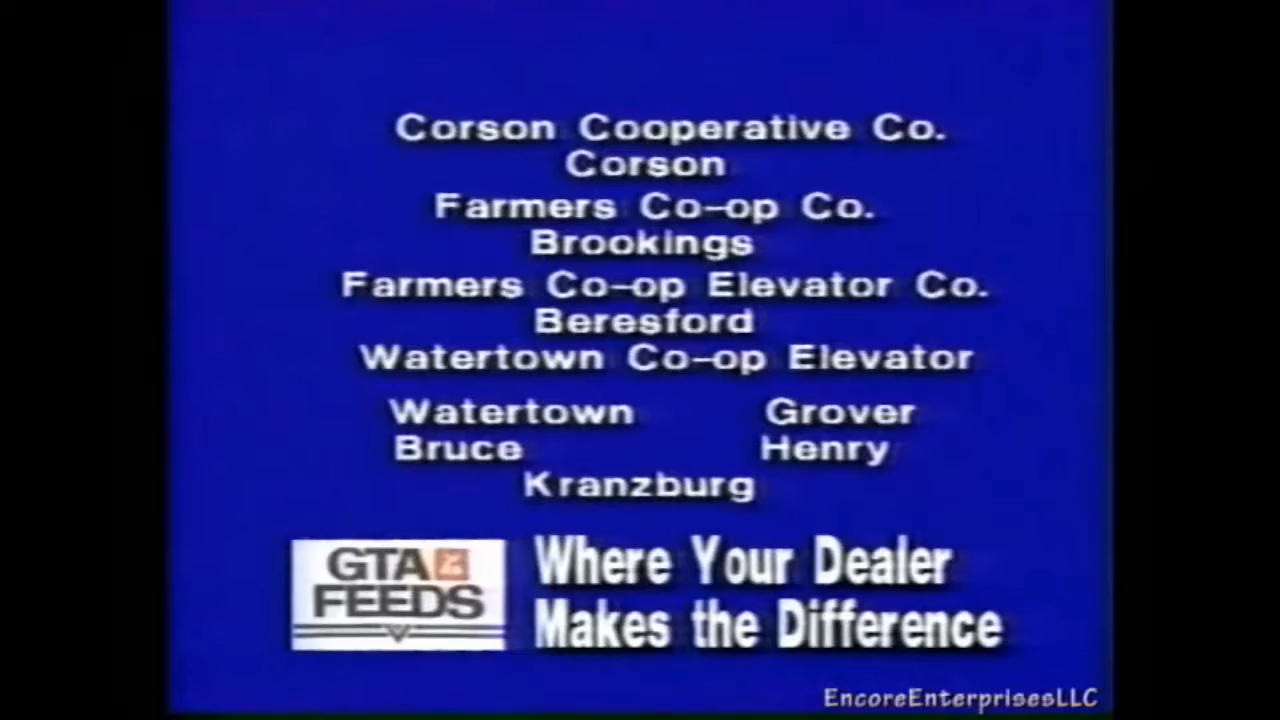 Corson Cooperative Co.
Corson
Farmers Co-op Co.
Brookings
Farmers Co-op Elevator Co.
Beresford
Watertown Co-op Elevator
Watertown Grover
Bruce Henry
Kranzburg
GTA
FEEDS
Where Your Dealer
Makes the Difference
EncoreEnterprisesLLC